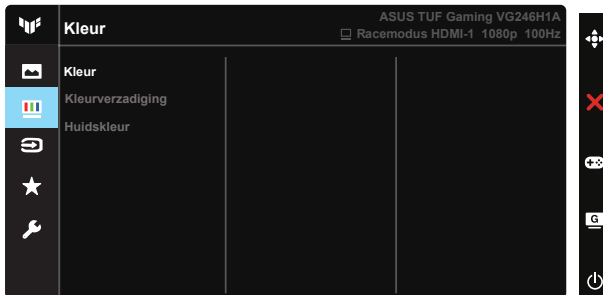 Kleur
ASUS TUF Gaming VG246H1A
Racemodus HDMI-1 1080p 100Hz
Kleur
Kleurverzadiging
Huidskleur
G